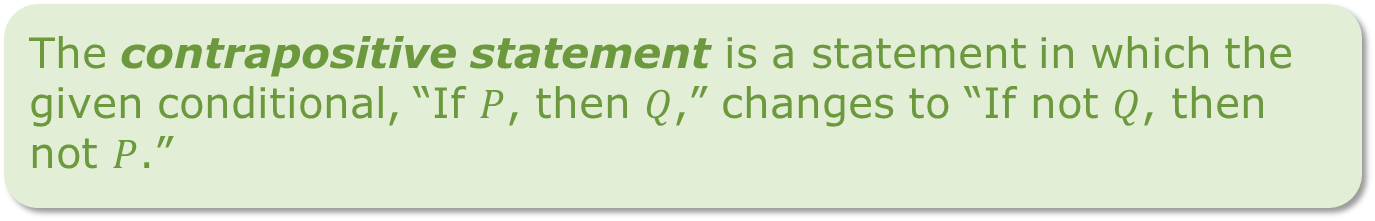 The contrapositive statement is a statement in which the
given conditional, “If P, then Q,” changes to “If not Q, then
not P.”